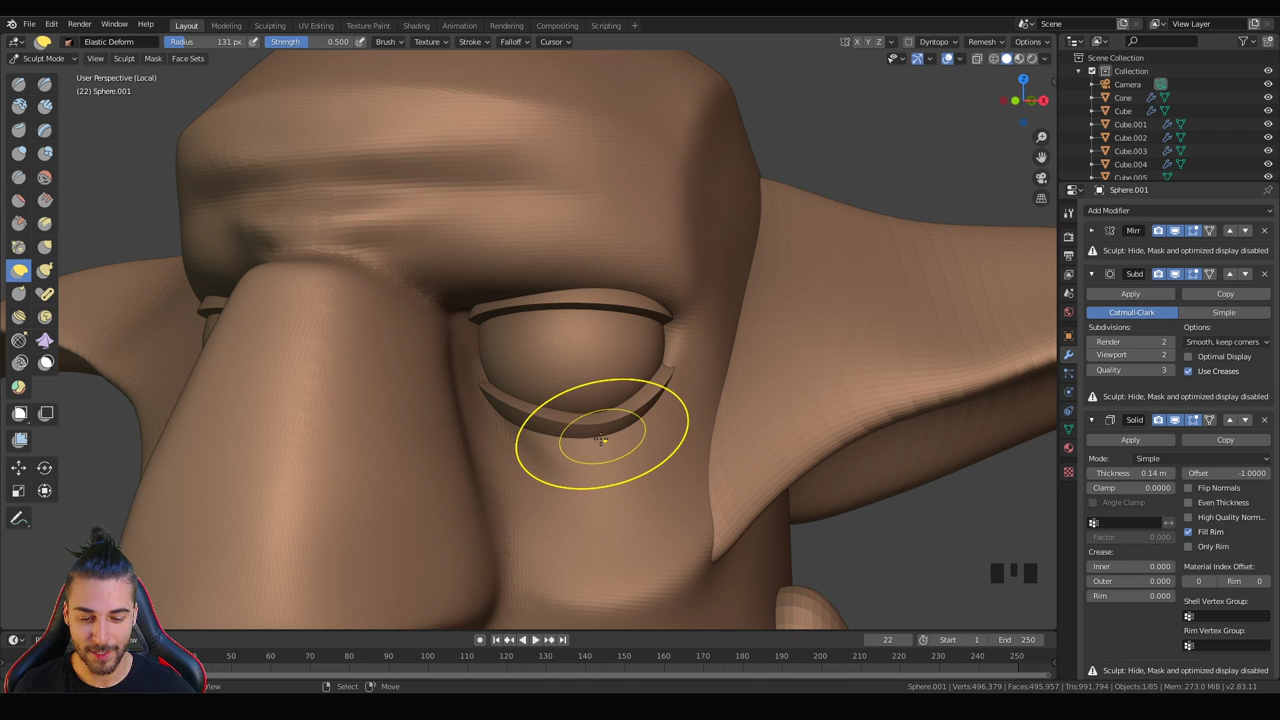 File Edit Render Window Help Layout Modeling Sculpting UV Editing Texture Paint Shading Animation Rendering Compositing Scripting + Scene View Layer
Elastic Deform Radius 131 px Strength 0.500 Brush Texture Stroke Falloff Cursor X Y Z Dyntopo Remesh Options
Sculpt Mode View Sculpt Mask Face Sets
User Perspective (Local)
(22) Sphere.001
X
Z
Scene Collection
Collection
Camera
Cone
Cube
Cube.001
Cube.002
Cube.003
Cube.004
Cube.005
Sphere.001
Add Modifier
Mirr
Sculpt: Hide, Mask and optimized display disabled
Subd
Apply Copy
Catmull-Clark Simple
Subdivisions: Options:
Render 2 Smooth, keep corners
Viewport 2 Optimal Display
Quality 3 Use Creases
Sculpt: Hide, Mask and optimized display disabled
Solid
Apply Copy
Mode: Simple
Thickness 0.14 m Offset -1.0000
Clamp 0.0000 Flip Normals
Angle Clamp Even Thickness
High Quality Norm...
Factor 0.000 Fill Rim
Crease: Only Rim
Inner 0.000 Material Index Offset:
Outer 0.000 0 Rim 0
Rim 0.000 Shell Vertex Group:
Rim Vertex Group:
Sculpt: Hide, Mask and optimized display disabled
22 Start 1 End 250
50 60 70 80 90 100 110 120 130 140 150 160 170 180 190 200 210 220 230 240 250
View Select Move Sphere.001 | Verts:496,379 | Faces:495,957 | Tris:991,794 | Objects:1/85 | Mem: 273.0 MiB | v2.83.11